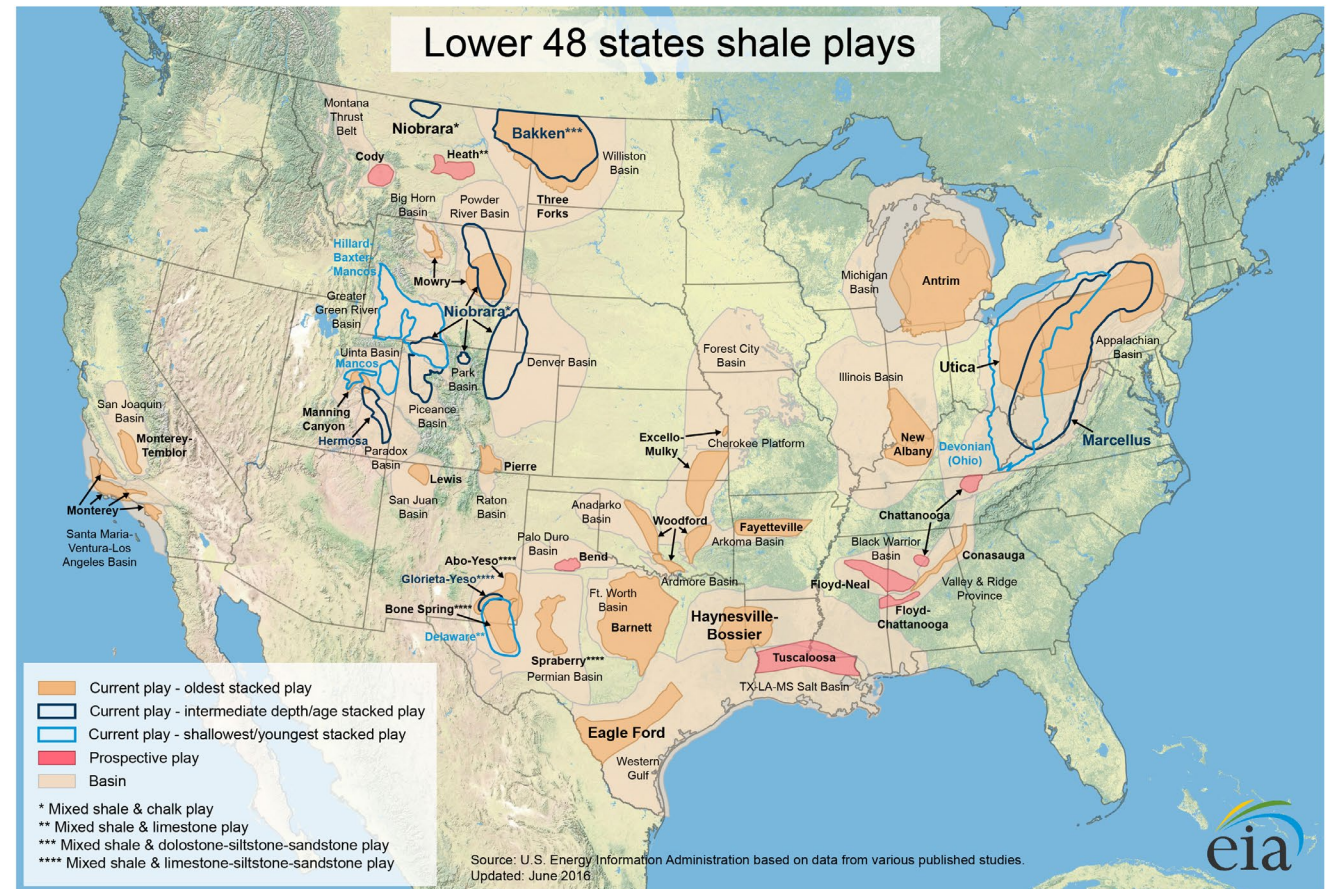 Lower 48 states shale plays
Montana
Thrust
Belt
Niobrara*
Bakken***
Cody
Heath**
Williston
Basin
Big Horn
Basin
Powder
River Basin
Three
Forks
Hillard-
Baxter-
Mancos
Mowry
Greater
Green River
Basin
Niobrara*
Michigan
Basin
Antrim
Uinta Basin
Mancos
Park
Basin
Denver Basin
Forest City
Basin
Illinois Basin
Utica
Appalachian
Basin
San Joaquin
Basin
Monterey-
Temblor
Manning
Canyon
Hermosa
Piceance
Basin
Paradox
Basin
Excello-
Mulky
Cherokee Platform
New
Albany
Devonian
(Ohio)
Marcellus
Lewis
Pierre
San Juan
Basin
Raton
Basin
Monterey
Santa Maria-
Ventura-Los
Angeles Basin
Anadarko
Basin
Woodford
Fayetteville
Arkoma Basin
Chattanooga
Black Warrior
Basin
Conasauga
Palo Duro
Basin
Bend
Abo-Yeso****
Glorieta-Yeso****
Ardmore Basin
Floyd-Neal
Valley & Ridge
Province
Bone Spring****
Delaware**
Ft. Worth
Basin
Barnett
Haynesville-
Bossier
Floyd-
Chattanooga
Spraberry****
Permian Basin
Tuscaloosa
TX-LA-MS Salt Basin
Eagle Ford
Western
Gulf
Current play - oldest stacked play
Current play - intermediate depth/age stacked play
Current play - shallowest/youngest stacked play
Prospective play
Basin
* Mixed shale & chalk play
** Mixed shale & limestone play
*** Mixed shale & dolostone-siltstone-sandstone play
**** Mixed shale & limestone-siltstone-sandstone play
Source: U.S. Energy Information Administration based on data from various published studies.
Updated: June 2016
eia